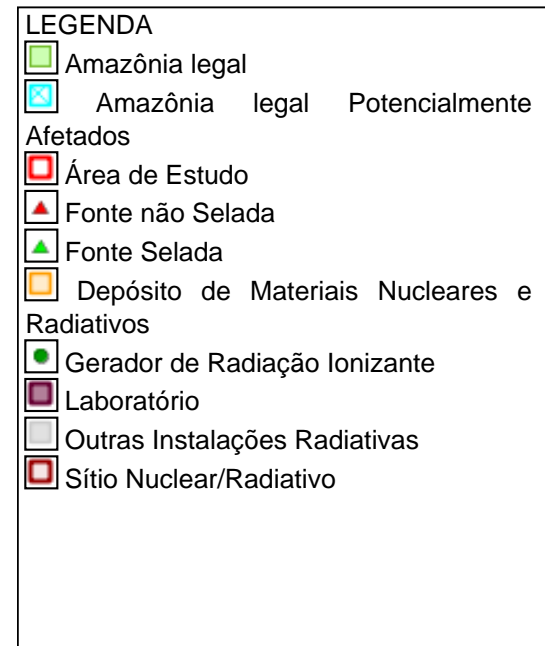 LEGENDA
Amazônia legal
Amazônia legal Potencialmente
Afetados
Área de Estudo
Fonte não Selada
Fonte Selada
Depósito de Materiais Nucleares e
Radiativos
Gerador de Radiação Ionizante
Laboratório
Outras Instalações Radiativas
Sítio Nuclear/Radiativo